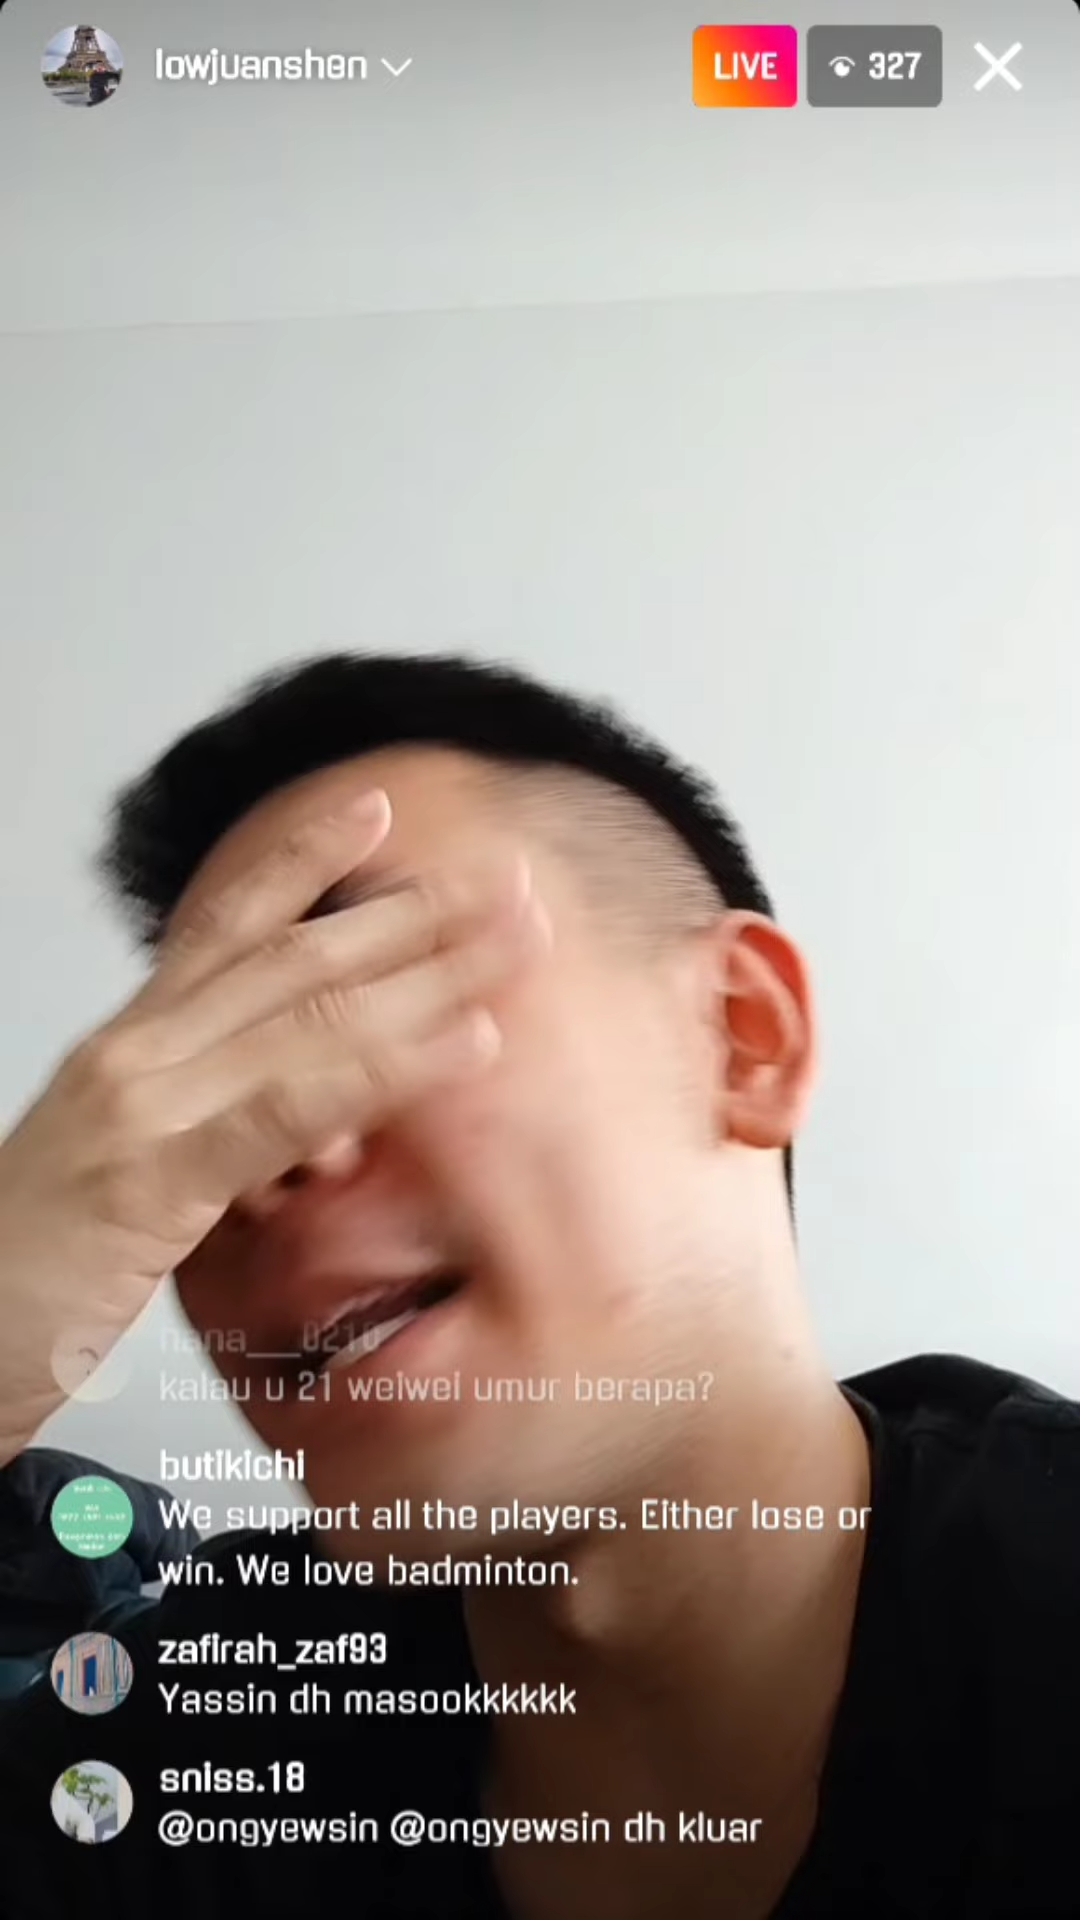 lowjuanshen
LIVE
327
nana___0210
kalau u 21 weiwei umur berapa?
butikichi
We support all the players. Either lose or
win. We love badminton.
zafirah_zaf93
Yassin dh masookkkkkk
sniss.18
@ongyewsin @ongyewsin dh kluar